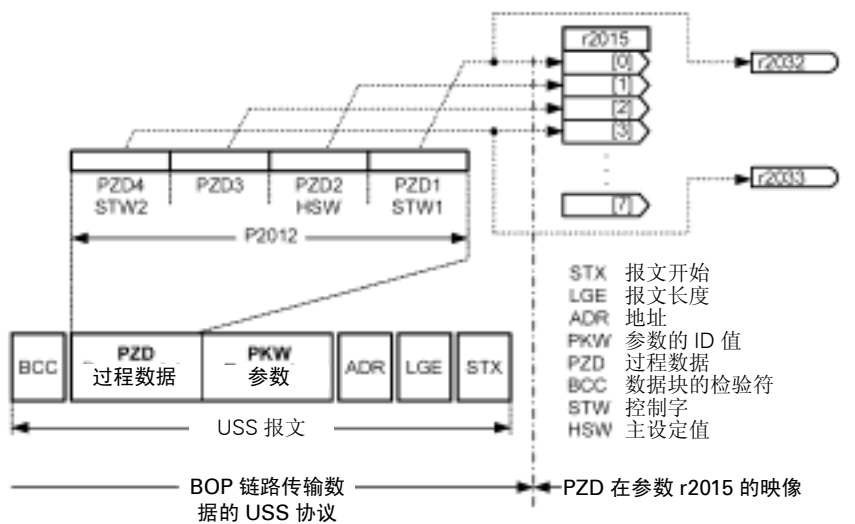 r2015
[0]
r2032
[1]
[2]
[3]
PZD4 PZD3 PZD2 PZD1
STW2 HSW STW1
r2033
[7]
P2012
STX 报文开始
LGE 报文长度
ADR 地址
PKW 参数的 ID 值
PZD 过程数据
BCC 数据块的检验符
STW 控制字
HSW 主设定值
BCC PZD 过程数据 PKW 参数 ADR LGE STX
USS 报文
BOP 链路传输数
据的 USS 协议
PZD 在参数 r2015 的映像